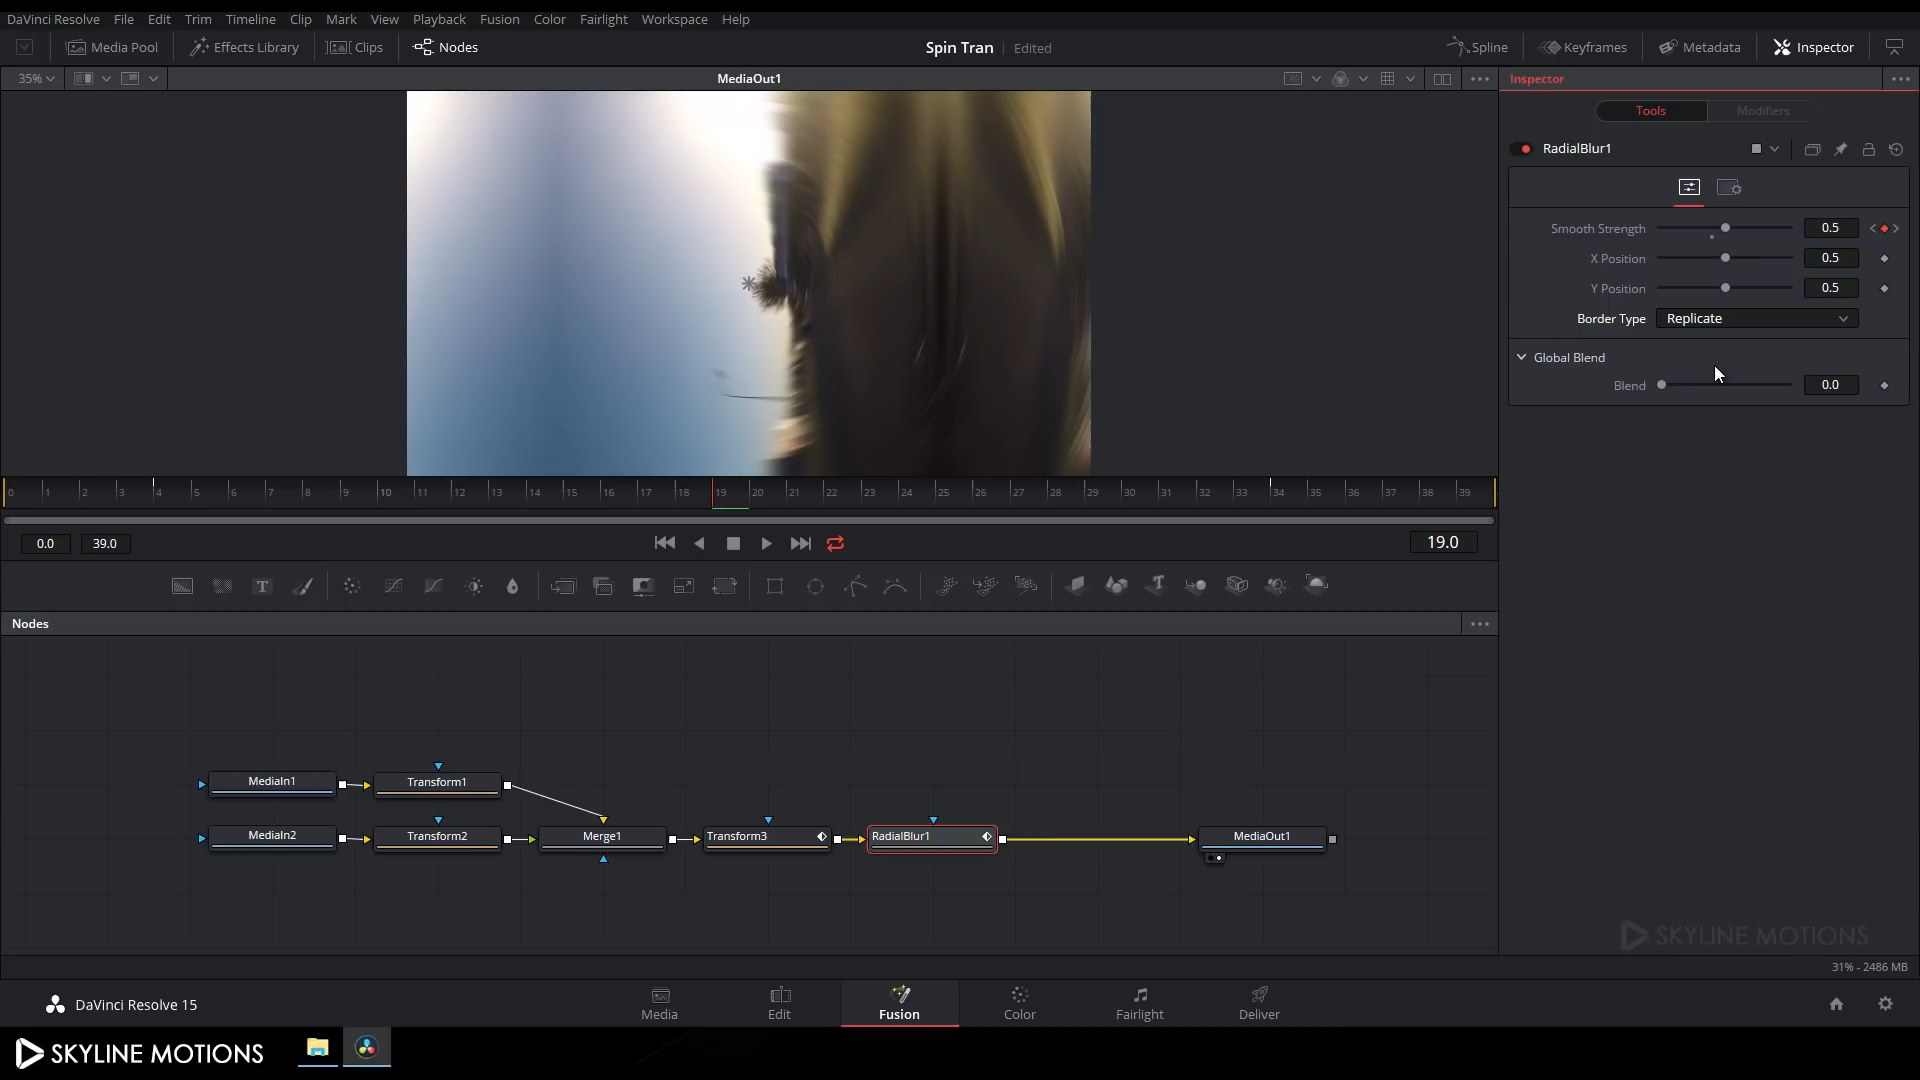 DaVinci Resolve File Edit Trim Timeline Clip Mark View Playback Fusion Color Fairlight Workspace Help
Media Pool Effects Library Clips Nodes Spin Tran Edited Spline Keyframes Metadata Inspector
35% MediaOut1 Inspector
Tools Modifiers
RadialBlur1
Smooth Strength 0.5
X Position 0.5
Y Position 0.5
Border Type Replicate
Global Blend
Blend 0.0
0 1 2 3 4 5 6 7 8 9 10 11 12 13 14 15 16 17 18 19 20 21 22 23 24 25 26 27 28 29 30 31 32 33 34 35 36 37 38 39
0.0 39.0 19.0
T T
Nodes
MediaIn1 Transform1
MediaIn2 Transform2 Merge1 Transform3 RadialBlur1 MediaOut1
SKYLINE MOTIONS
31% - 2486 MB
DaVinci Resolve 15 Media Edit Fusion Color Fairlight Deliver
SKYLINE MOTIONS